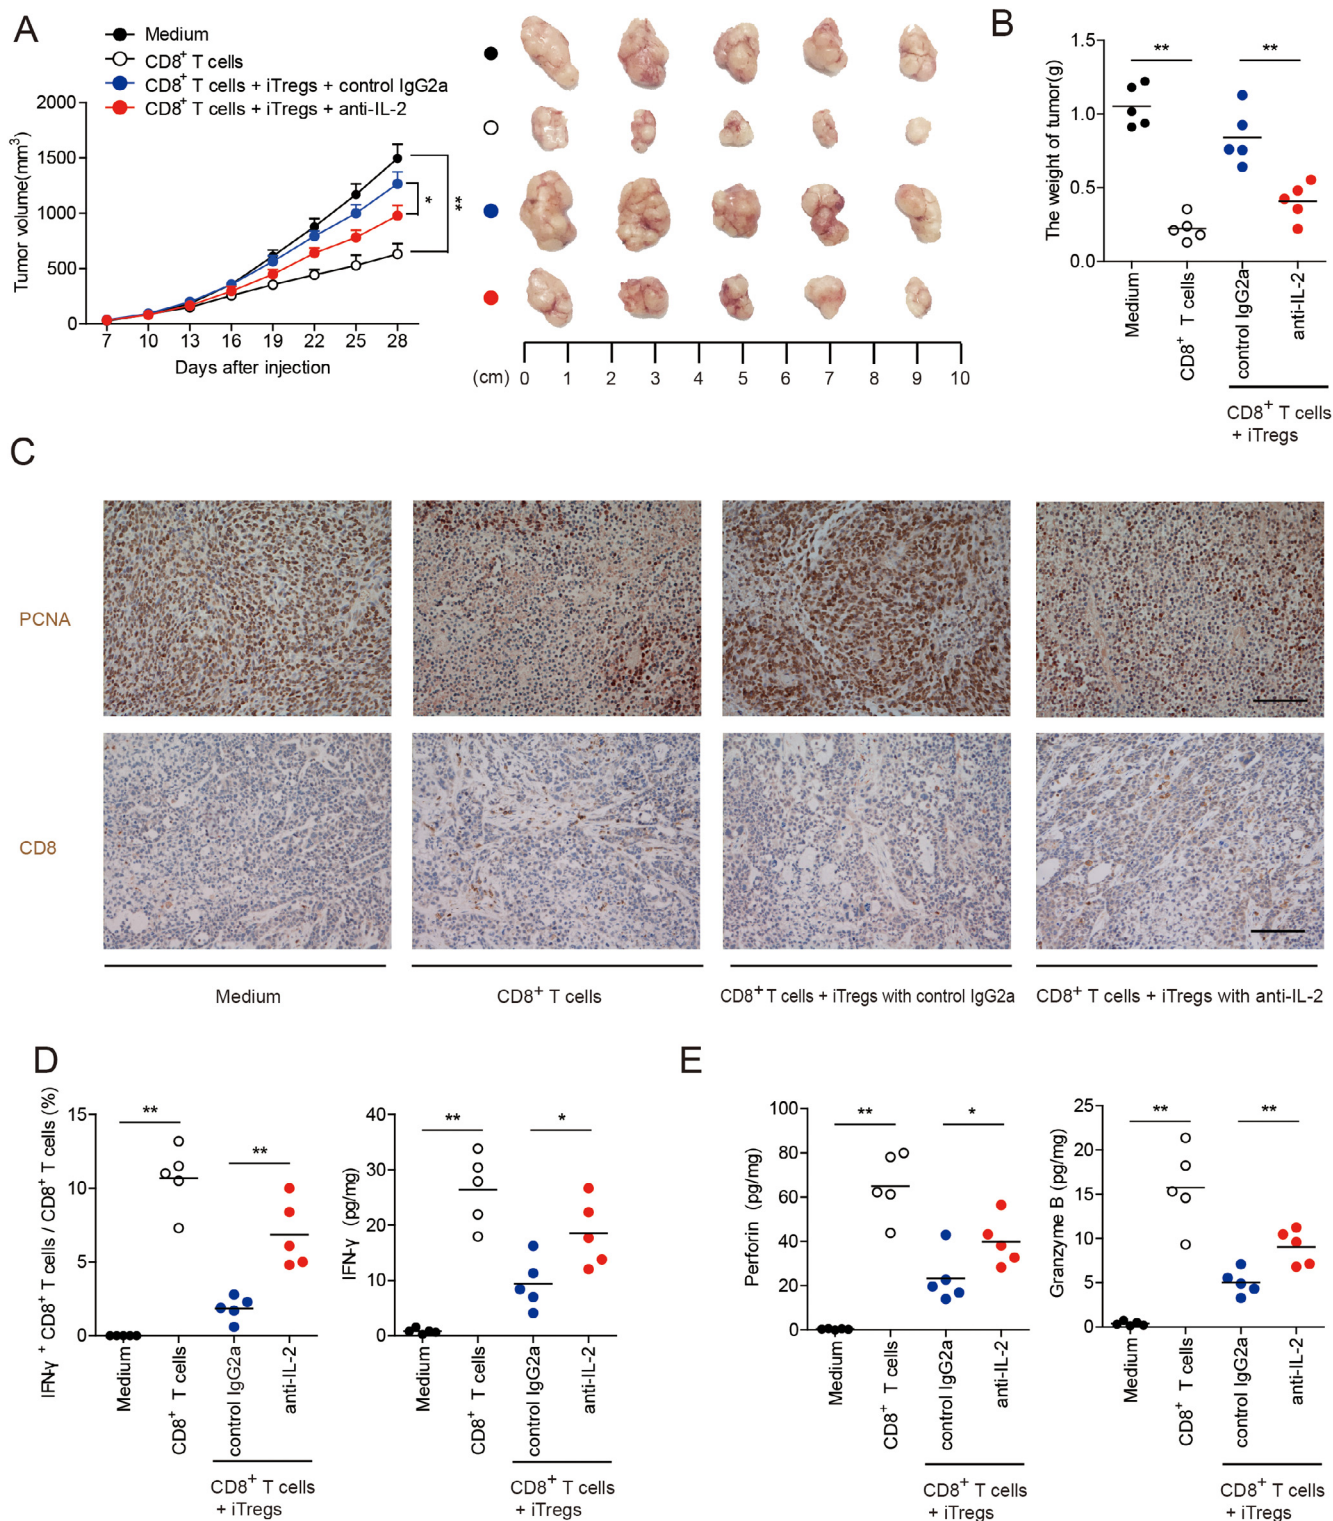 A
Medium
CD8+ T cells
CD8+ T cells + iTregs + control IgG2a
CD8+ T cells + iTregs + anti-IL-2
Tumor volume(mm3)
2000
1500
1000
500
0
*
**
7 10 13 16 19 22 25 28
Days after injection
(cm) 0 1 2 3 4 5 6 7 8 9 10
B
The weight of tumor(g)
1.5
1.0
0.5
0.0
** **
Medium
CD8+ T cells
control IgG2a
anti-IL-2
CD8+ T cells
+ iTregs
C
PCNA
CD8
Medium
CD8+ T cells
CD8+ T cells + iTregs with control IgG2a
CD8+ T cells + iTregs with anti-IL-2
D
IFN-γ + CD8+ T cells / CD8+ T cells (%)
15
10
5
0
** **
Medium
CD8+ T cells
control IgG2a
anti-IL-2
CD8+ T cells
+ iTregs
IFN-γ (pg/mg)
40
30
20
10
0
** *
Medium
CD8+ T cells
control IgG2a
anti-IL-2
CD8+ T cells
+ iTregs
E
Perforin (pg/mg)
100
80
60
40
20
0
** *
Medium
CD8+ T cells
control IgG2a
anti-IL-2
CD8+ T cells
+ iTregs
Granzyme B (pg/mg)
25
20
15
10
5
0
** **
Medium
CD8+ T cells
control IgG2a
anti-IL-2
CD8+ T cells
+ iTregs